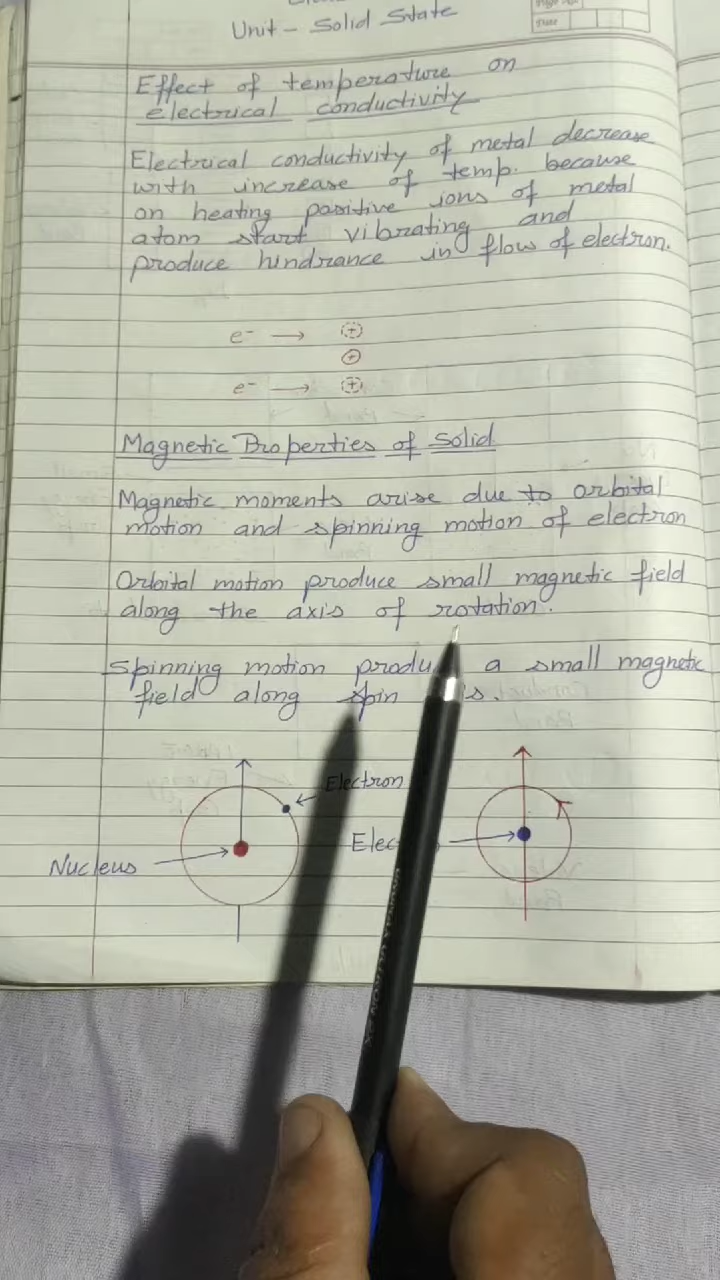 Unit - Solid State
State
Effect of temperature on
electrical conductivity
Electrical conductivity of metal decrease
with increase of temp. because
on heating positive ions of metal
atom start vibrating and
produce hindrance in flow of electron.
e⁻ → +
+
e⁻ → +
Magnetic Properties of Solid
Magnetic moments arise due to orbital
motion and spinning motion of electron
Orbital motion produce small magnetic field
along the axis of rotation.
Spinning motion a small magnetic
field along spin
Electron
Nucleus